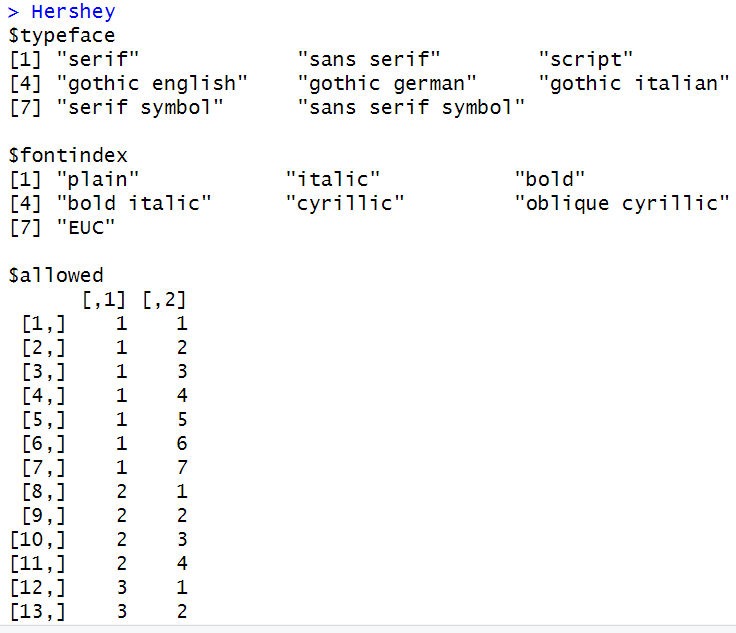 > Hershey
$typeface
[1] "serif"             "sans serif"        "script"
[4] "gothic english"    "gothic german"     "gothic italian"
[7] "serif symbol"      "sans serif symbol"

$fontindex
[1] "plain"            "italic"           "bold"
[4] "bold italic"      "cyrillic"         "oblique cyrillic"
[7] "EUC"

$allowed
      [,1] [,2]
 [1,]    1    1
 [2,]    1    2
 [3,]    1    3
 [4,]    1    4
 [5,]    1    5
 [6,]    1    6
 [7,]    1    7
 [8,]    2    1
 [9,]    2    2
[10,]    2    3
[11,]    2    4
[12,]    3    1
[13,]    3    2